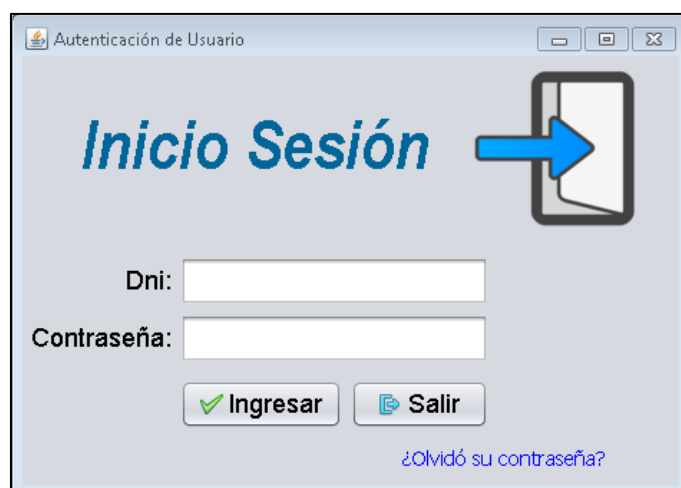 Autenticación de Usuario
Inicio Sesión
Dni:
Contraseña:
Ingresar Salir
¿Olvidó su contraseña?